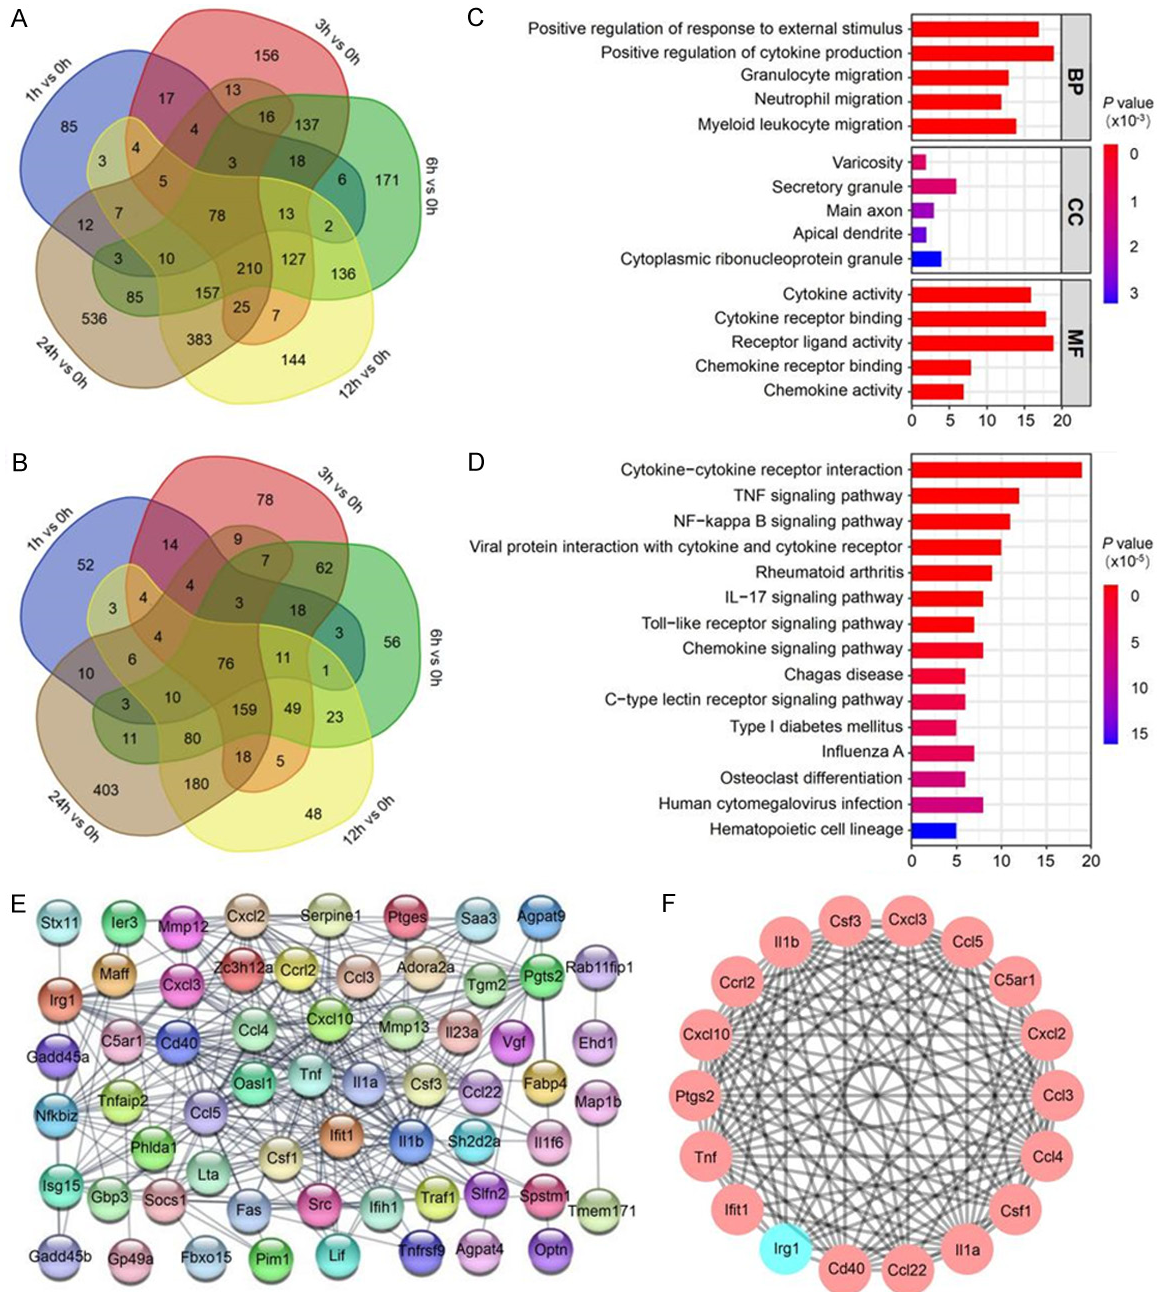 A
1h vs 0h
3h vs 0h
6h vs 0h
12h vs 0h
24h vs 0h
156
13
17
16
137
85
4
4
3
18
3
5
6
171
7
78
13
2
12
3
10
210
127
136
85
157
25
7
536
383
144
B
1h vs 0h
3h vs 0h
6h vs 0h
12h vs 0h
24h vs 0h
78
9
14
7
62
52
4
4
3
18
3
4
3
56
6
76
11
1
10
3
10
159
49
23
11
80
18
5
403
180
48
C
Positive regulation of response to external stimulus
Positive regulation of cytokine production
Granulocyte migration
Neutrophil migration
Myeloid leukocyte migration
BP
Varicosity
Secretory granule
Main axon
Apical dendrite
Cytoplasmic ribonucleoprotein granule
CC
Cytokine activity
Cytokine receptor binding
Receptor ligand activity
Chemokine receptor binding
Chemokine activity
MF
0 5 10 15 20
P value
(x10-3)
0
1
2
3
D
Cytokine−cytokine receptor interaction
TNF signaling pathway
NF−kappa B signaling pathway
Viral protein interaction with cytokine and cytokine receptor
Rheumatoid arthritis
IL−17 signaling pathway
Toll−like receptor signaling pathway
Chemokine signaling pathway
Chagas disease
C−type lectin receptor signaling pathway
Type I diabetes mellitus
Influenza A
Osteoclast differentiation
Human cytomegalovirus infection
Hematopoietic cell lineage
0 5 10 15 20
P value
(x10-5)
0
5
10
15
E
Stx11 Ier3 Mmp12 Cxcl2 Serpine1 Ptges Saa3 Agpat9
Irg1 Maff Cxcl3 Zc3h12a Ccrl2 Ccl3 Adora2a Tgm2 Pgts2 Rab11fip1
Gadd45a C5ar1 Cd40 Ccl4 Cxcl10 Mmp13 Il23a Vgf Ehd1
Nfkbiz Tnfaip2 Ccl5 Oasl1 Tnf Il1a Csf3 Ccl22 Fabp4 Map1b
Phlda1 Csf1 Ifit1 Il1b Sh2d2a Il1f6
Isg15 Gbp3 Socs1 Lta Fas Src Ifih1 Traf1 Slfn2 Spstm1 Tmem171
Gadd45b Gp49a Fbxo15 Pim1 Lif Tnfrsf9 Agpat4 Optn
F
Csf3
Cxcl3
Il1b
Ccl5
Ccrl2
C5ar1
Cxcl10
Cxcl2
Ptgs2
Ccl3
Tnf
Ccl4
Ifit1
Csf1
Irg1
Il1a
Cd40
Ccl22